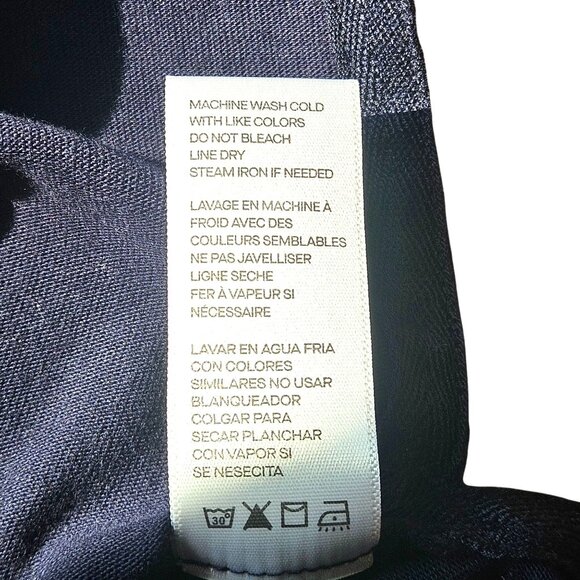 MACHINE WASH COLD
WITH LIKE COLORS
DO NOT BLEACH
LINE DRY
STEAM IRON IF NEEDED
LAVAGE EN MACHINE À
FROID AVEC DES
COULEURS SEMBLABLES
NE PAS JAVELLISER
LIGNE SECHE
FER À VAPEUR SI
NÉCESSAIRE
LAVAR EN AGUA FRIA
CON COLORES
SIMILARES NO USAR
BLANQUEADOR
COLGAR PARA
SECAR PLANCHAR
CON VAPOR SI
SE NESECITA
30°